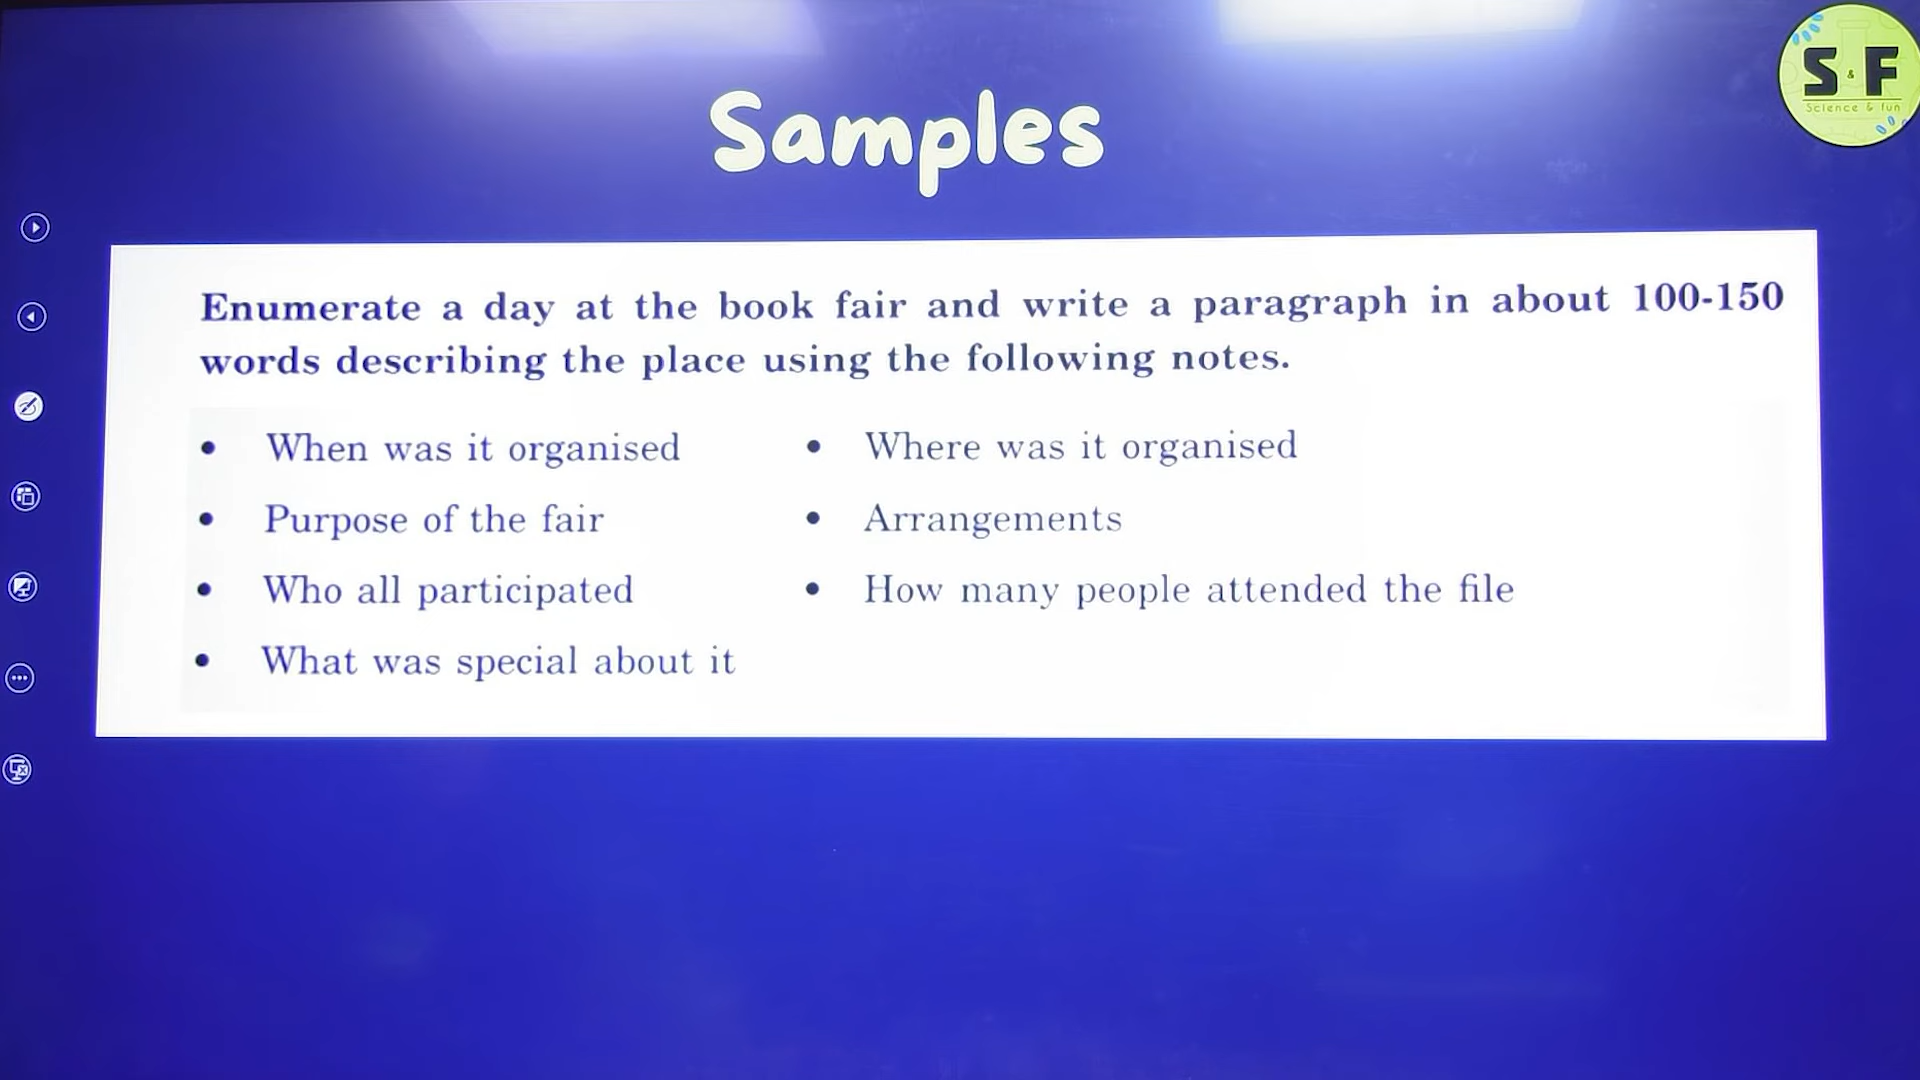 Samples
S & F
Science & fun
Enumerate a day at the book fair and write a paragraph in about 100-150
words describing the place using the following notes.
• When was it organised
• Where was it organised
• Purpose of the fair
• Arrangements
• Who all participated
• How many people attended the file
• What was special about it